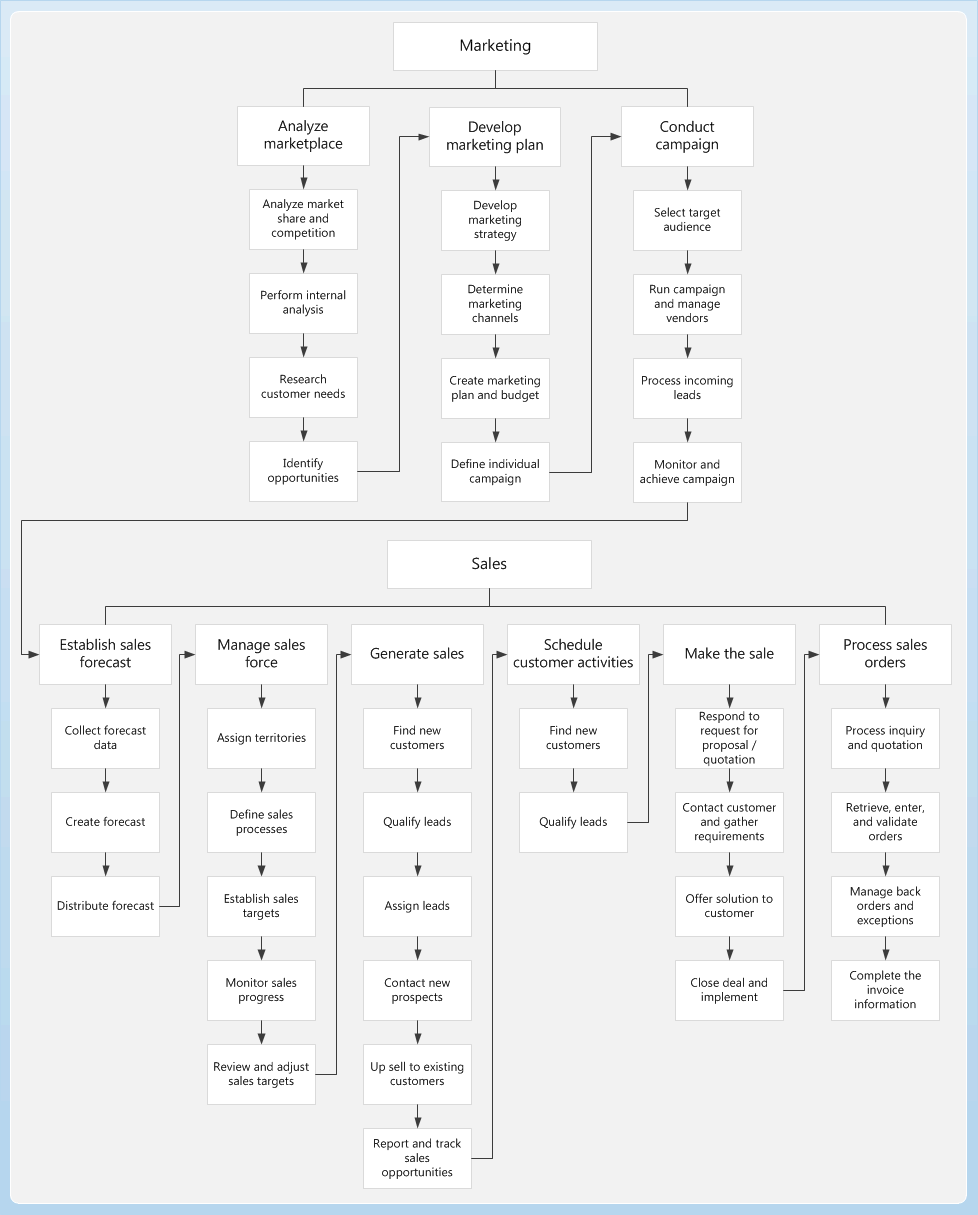 Marketing
Analyze
marketplace
Analyze market
share and
competition
Perform internal
analysis
Research
customer needs
Identify
opportunities
Develop
marketing plan
Develop
marketing
strategy
Determine
marketing
channels
Create marketing
plan and budget
Define individual
campaign
Conduct
campaign
Select target
audience
Run campaign
and manage
vendors
Process incoming
leads
Monitor and
achieve campaign
Sales
Establish sales
forecast
Collect forecast
data
Create forecast
Distribute forecast
Manage sales
force
Assign territories
Define sales
processes
Establish sales
targets
Monitor sales
progress
Review and adjust
sales targets
Generate sales
Find new
customers
Qualify leads
Assign leads
Contact new
prospects
Up sell to existing
customers
Report and track
sales
opportunities
Schedule
customer activities
Find new
customers
Qualify leads
Make the sale
Respond to
request for
proposal /
quotation
Contact customer
and gather
requirements
Offer solution to
customer
Close deal and
implement
Process sales
orders
Process inquiry
and quotation
Retrieve, enter,
and validate
orders
Manage back
orders and
exceptions
Complete the
invoice
information